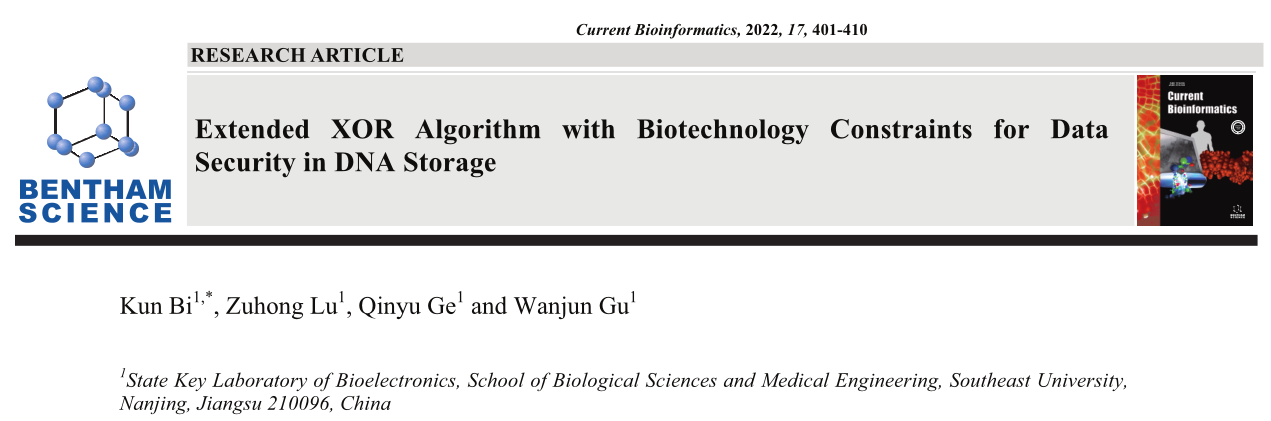 Current Bioinformatics, 2022, 17, 401-410
RESEARCH ARTICLE
Extended XOR Algorithm with Biotechnology Constraints for Data
Security in DNA Storage
BENTHAM
SCIENCE
Current
Bioinformatics
BENTHAM
SCIENCE
Kun Bi1,*, Zuhong Lu1, Qinyu Ge1 and Wanjun Gu1
1State Key Laboratory of Bioelectronics, School of Biological Sciences and Medical Engineering, Southeast University,
Nanjing, Jiangsu 210096, China